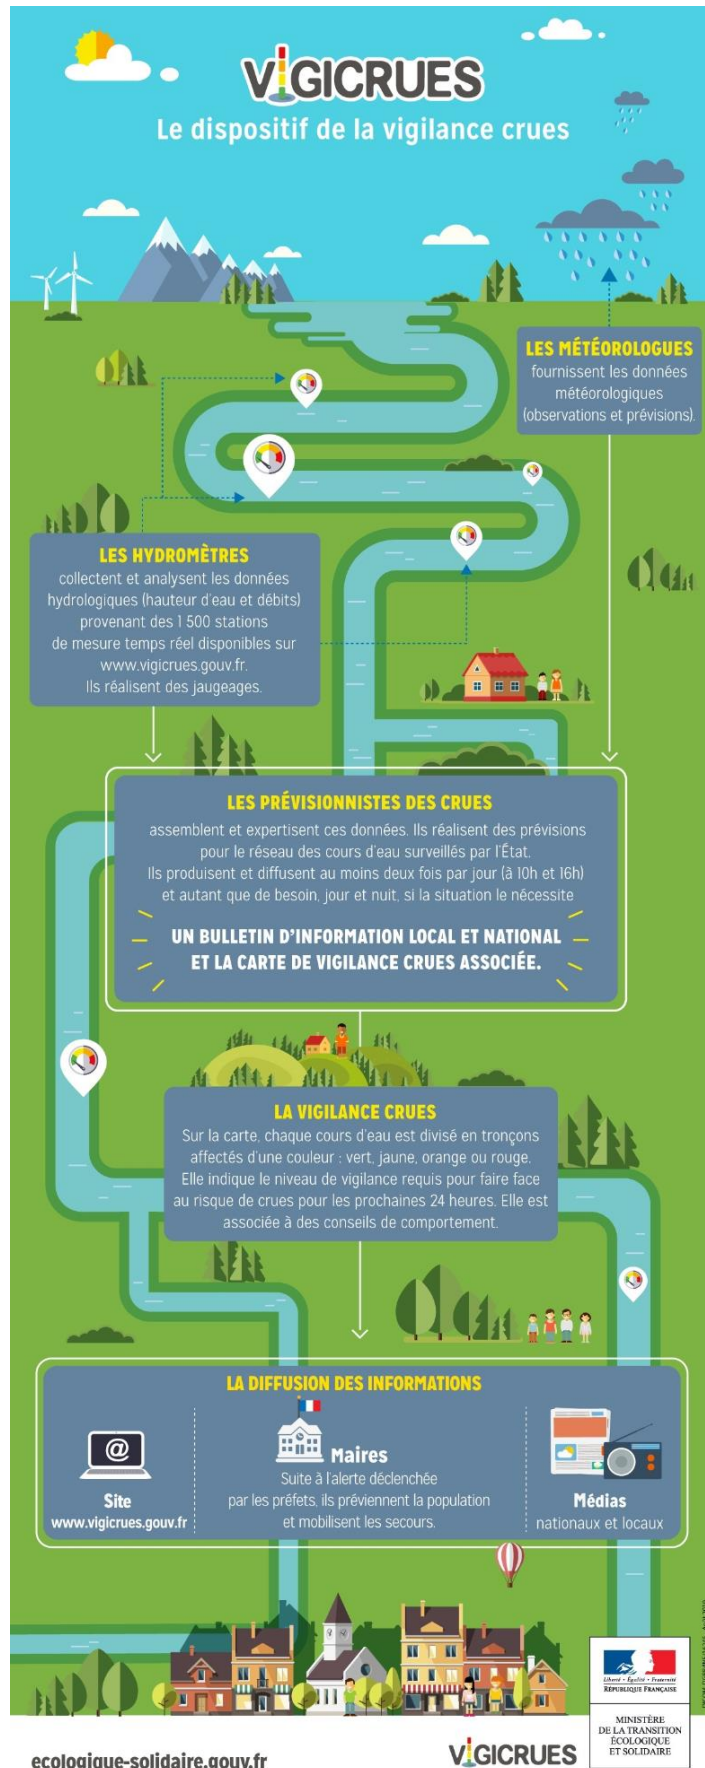 VIGICRUES
Le dispositif de la vigilance crues
LES MÉTÉOROLOGUES
fournissent les données
météorologiques
(observations et prévisions).
LES HYDROMÈTRES
collectent et analysent les données
hydrologiques (hauteur d'eau et débits)
provenant des 1 500 stations
de mesure temps réel disponibles sur
www.vigicrues.gouv.fr.
Ils réalisent des jaugeages.
LES PRÉVISIONNISTES DES CRUES
assemblent et expertisent ces données. Ils réalisent des prévisions
pour le réseau des cours d'eau surveillés par l'État.
Ils produisent et diffusent au moins deux fois par jour (à 10h et 16h)
et autant que de besoin, jour et nuit, si la situation le nécessite
UN BULLETIN D'INFORMATION LOCAL ET NATIONAL
ET LA CARTE DE VIGILANCE CRUES ASSOCIÉE.
LA VIGILANCE CRUES
Sur la carte, chaque cours d'eau est divisé en tronçons
affectés d'une couleur : vert, jaune, orange ou rouge.
Elle indique le niveau de vigilance requis pour faire face
au risque de crues pour les prochaines 24 heures. Elle est
associée à des conseils de comportement.
LA DIFFUSION DES INFORMATIONS
@
Site
www.vigicrues.gouv.fr
Maires
Suite à l'alerte déclenchée
par les préfets, ils préviennent la population
et mobilisent les secours.
Médias
nationaux et locaux
Liberté • Égalité • Fraternité
RÉPUBLIQUE FRANÇAISE
MINISTÈRE
DE LA TRANSITION
ÉCOLOGIQUE
ET SOLIDAIRE
ecologique-solidaire.gouv.fr
VIGICRUES